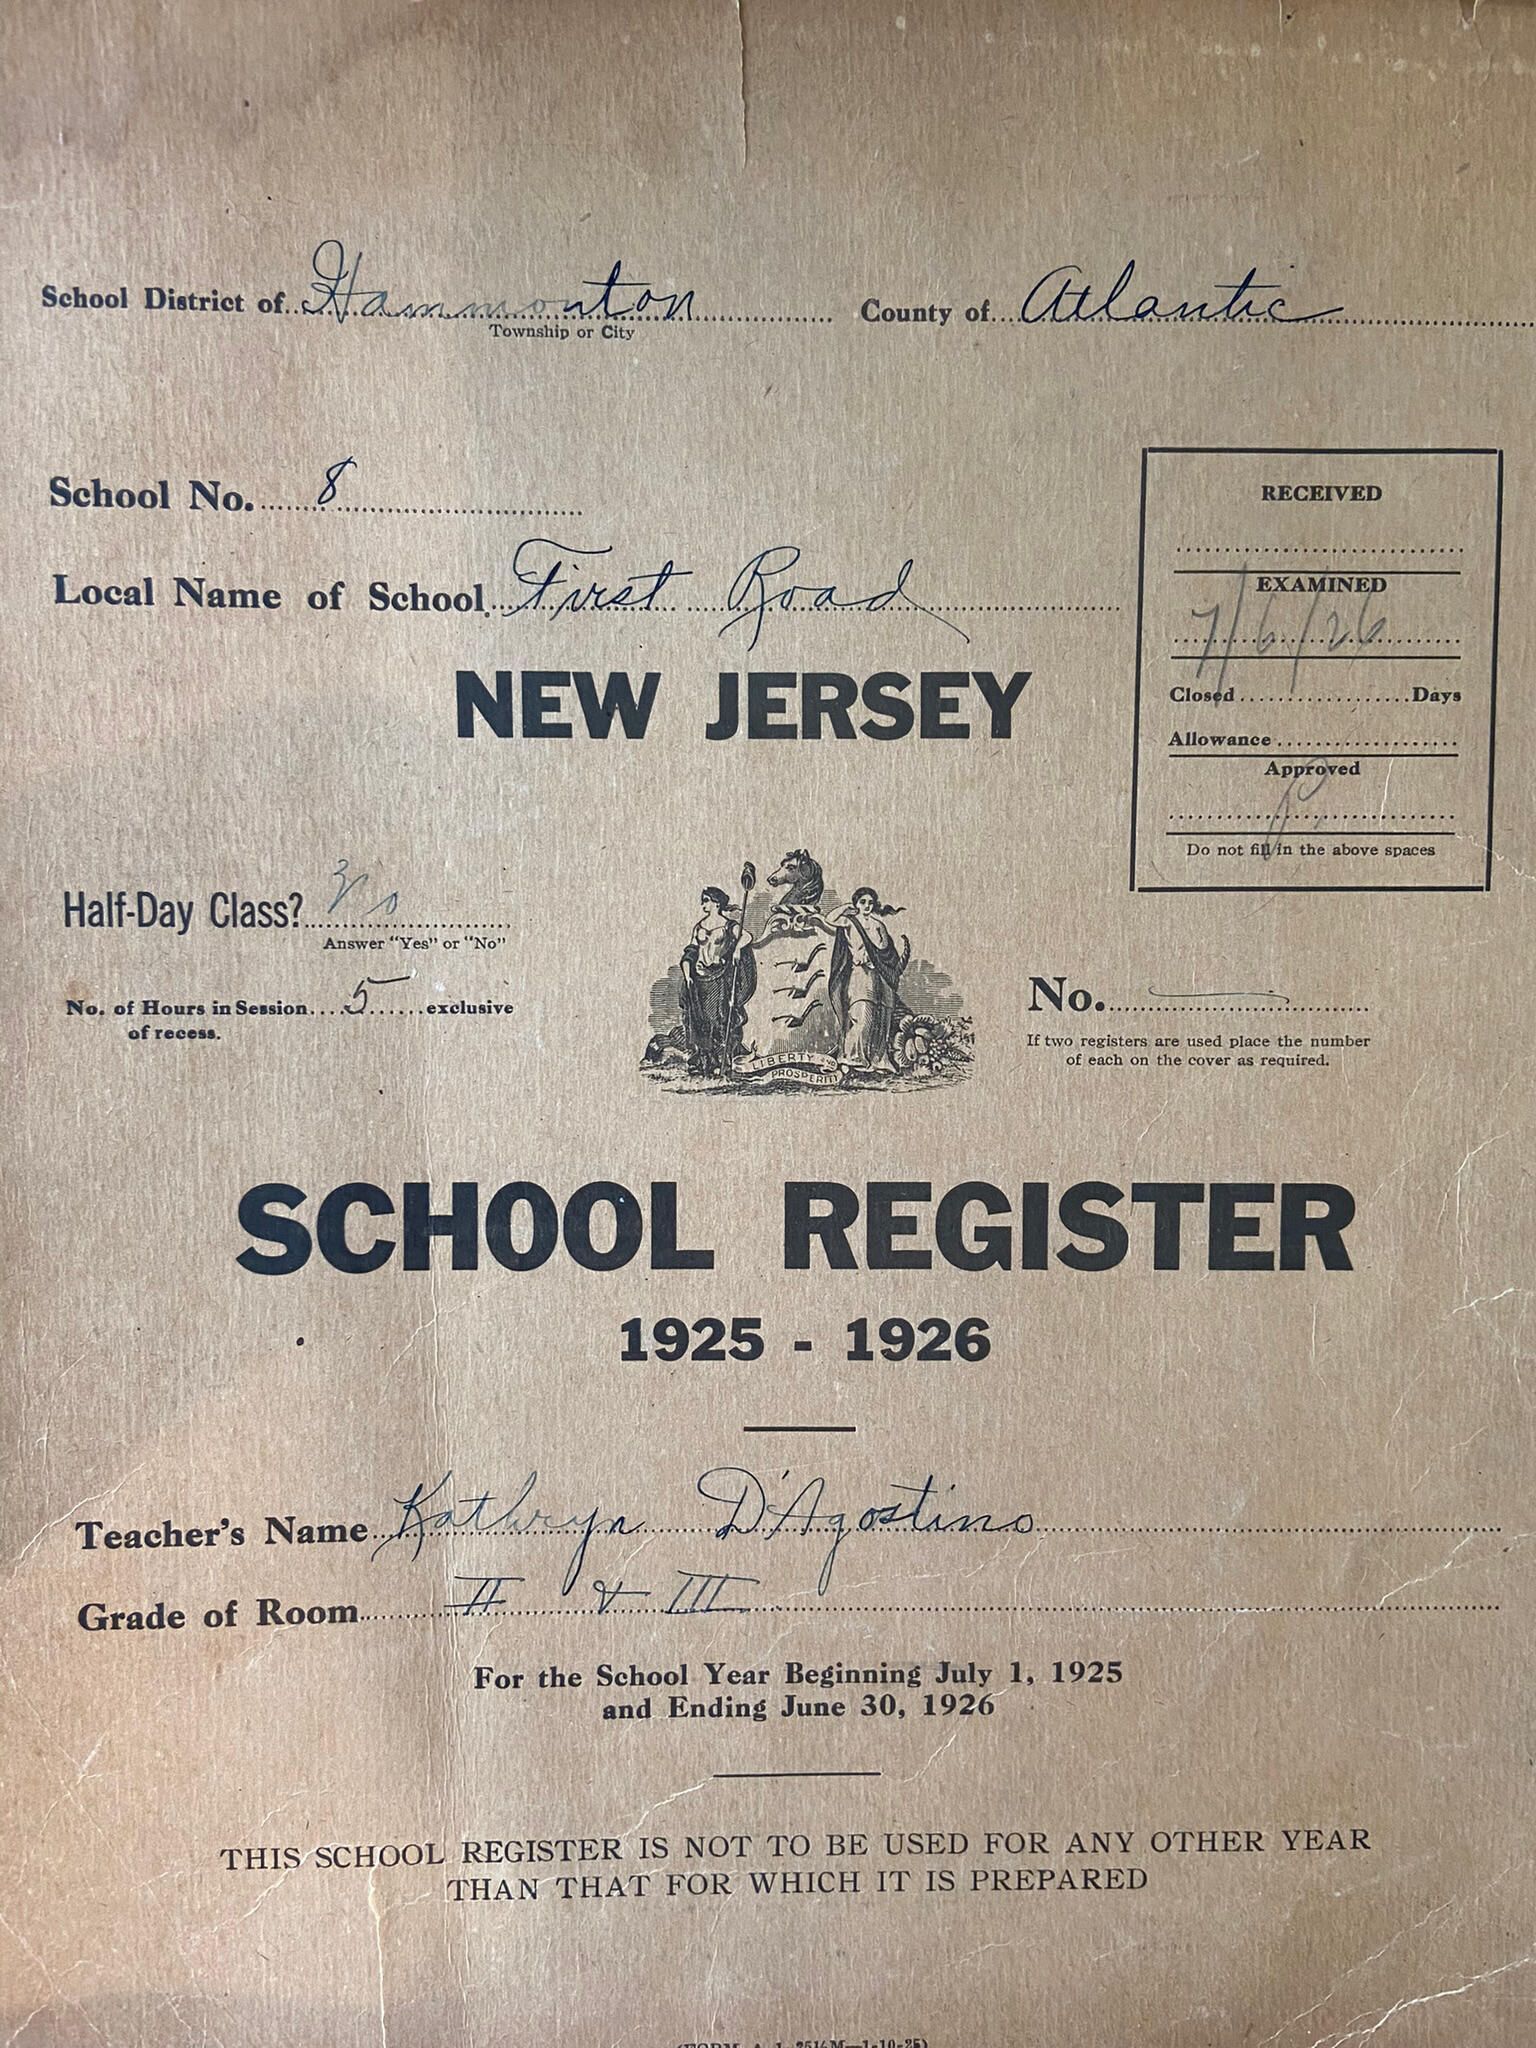 School District of Hammonton County of Atlantic
Township or City
School No. 8
RECEIVED
Local Name of School First Road
EXAMINED
7/6/26
NEW JERSEY
Closed Days
Allowance
Approved
P.
Do not fill in the above spaces
Half-Day Class? No
Answer "Yes" or "No"
No. of Hours in Session 5 exclusive
of recess.
No.
If two registers are used place the number
of each on the cover as required.
LIBERTY AND
PROSPERITY
SCHOOL REGISTER
1925 - 1926
Teacher's Name Kathryn D'Agostino
Grade of Room II & III
For the School Year Beginning July 1, 1925
and Ending June 30, 1926
THIS SCHOOL REGISTER IS NOT TO BE USED FOR ANY OTHER YEAR
THAN THAT FOR WHICH IT IS PREPARED